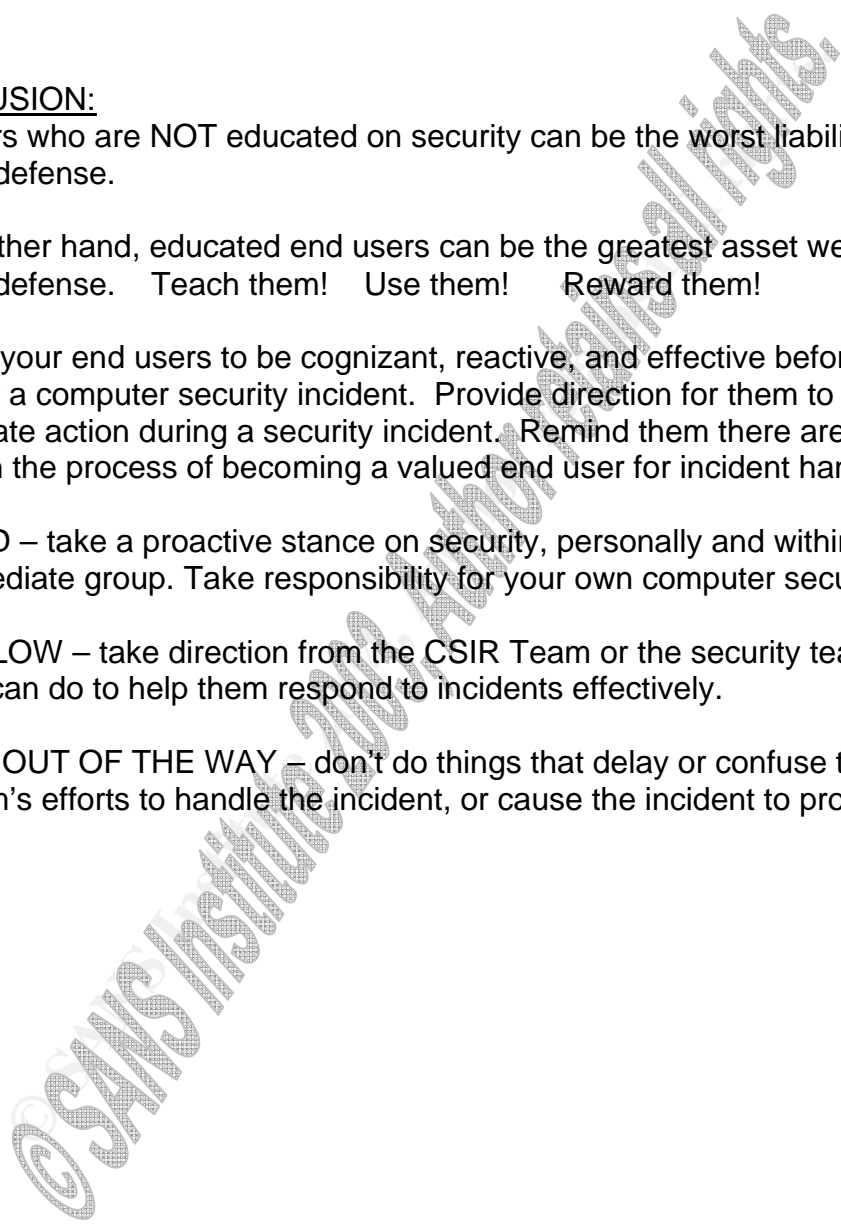 USION:
rs who are NOT educated on security can be the worst liabili
defense.
ther hand, educated end users can be the greatest asset we
defense. Teach them! Use them! Reward them!
your end users to be cognizant, reactive, and effective befor
a computer security incident. Provide direction for them to
ate action during a security incident. Remind them there are
n the process of becoming a valued end user for incident har
D – take a proactive stance on security, personally and within
ediate group. Take responsibility for your own computer secu
LOW – take direction from the CSIR Team or the security tea
can do to help them respond to incidents effectively.
OUT OF THE WAY – don't do things that delay or confuse t
n's efforts to handle the incident, or cause the incident to pro
© SANS Institute 2003, Author retains all rights.